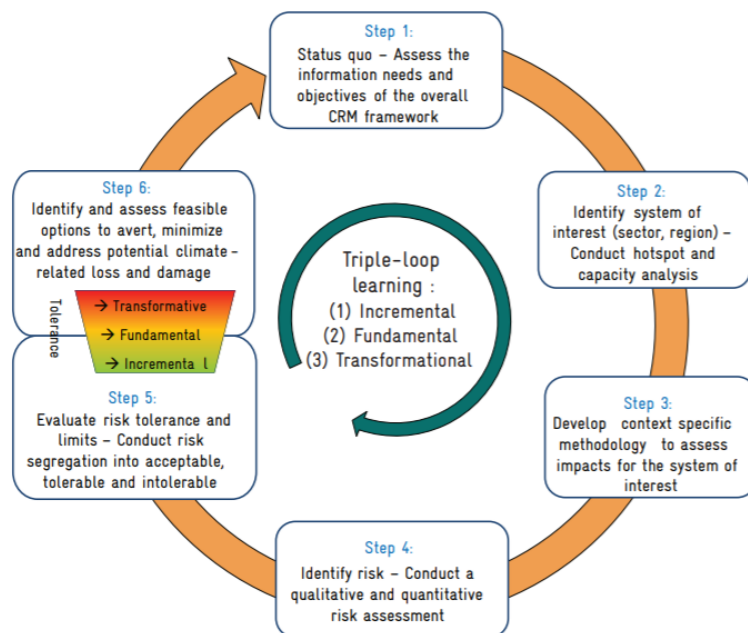 Step 1:
Status quo – Assess the
information needs and
objectives of the overall
CRM framework
Step 2:
Identify system of
interest (sector, region) –
Conduct hotspot and
capacity analysis
Step 3:
Develop context specific
methodology to assess
impacts for the system of
interest
Step 4:
Identify risk – Conduct a
qualitative and quantitative
risk assessment
Step 5:
Evaluate risk tolerance and
limits – Conduct risk
segregation into acceptable,
tolerable and intolerable
Step 6:
Identify and assess feasible
options to avert, minimize
and address potential climate -
related loss and damage
Tolerance
→ Transformative
→ Fundamental
→ Incrementa l
Triple-loop
learning :
(1) Incremental
(2) Fundamental
(3) Transformational